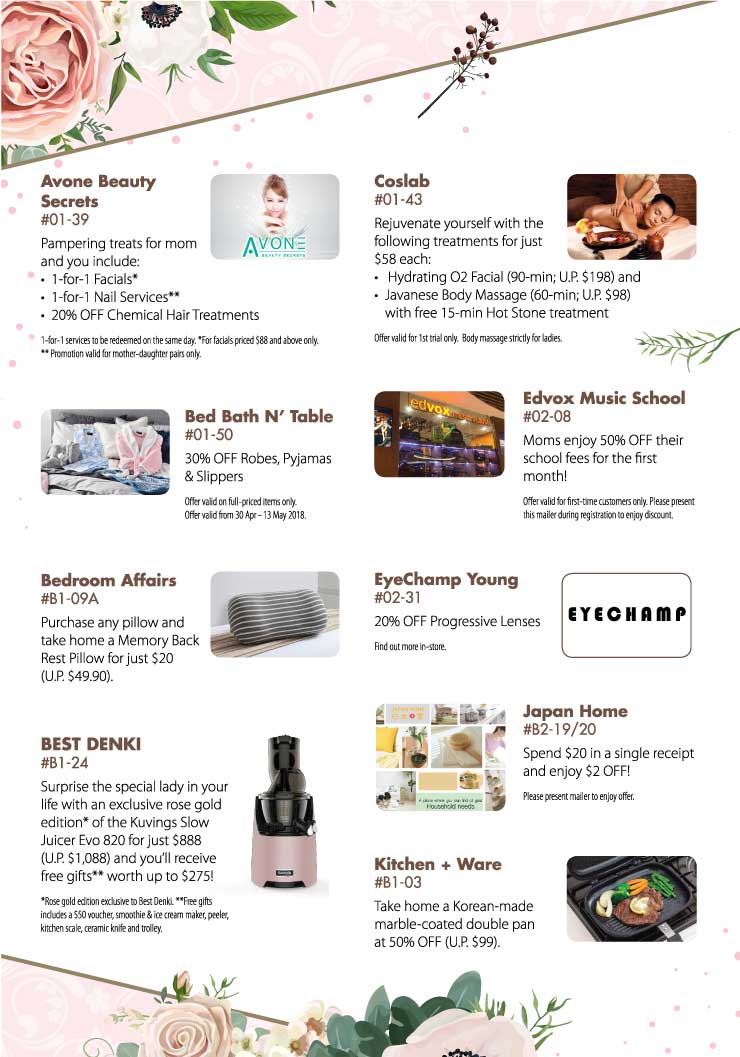 Avone Beauty
Secrets
#01-39
Pampering treats for mom
and you include:
• 1-for-1 Facials*
• 1-for-1 Nail Services**
• 20% OFF Chemical Hair Treatments
1-for-1 services to be redeemed on the same day. *For facials priced $88 and above only.
** Promotion valid for mother-daughter pairs only.
AVONE
BEAUTY SECRETS
Coslab
#01-43
Rejuvenate yourself with the
following treatments for just
$58 each:
• Hydrating O2 Facial (90-min; U.P. $198) and
• Javanese Body Massage (60-min; U.P. $98)
with free 15-min Hot Stone treatment
Offer valid for 1st trial only. Body massage strictly for ladies.
Bed Bath N’ Table
#01-50
30% OFF Robes, Pyjamas
& Slippers
Offer valid on full-priced items only.
Offer valid from 30 Apr – 13 May 2018.
edvox
Edvox Music School
#02-08
Moms enjoy 50% OFF their
school fees for the first
month!
Offer valid for first-time customers only. Please present
this mailer during registration to enjoy discount.
Bedroom Affairs
#B1-09A
Purchase any pillow and
take home a Memory Back
Rest Pillow for just $20
(U.P. $49.90).
EyeChamp Young
#02-31
20% OFF Progressive Lenses
Find out more in-store.
EYECHAMP
BEST DENKI
#B1-24
Surprise the special lady in your
life with an exclusive rose gold
edition* of the Kuvings Slow
Juicer Evo 820 for just $888
(U.P. $1,088) and you’ll receive
free gifts** worth up to $275!
*Rose gold edition exclusive to Best Denki. **Free gifts
includes a $50 voucher, smoothie & ice cream maker, peeler,
kitchen scale, ceramic knife and trolley.
JAPAN HOME
A place where you can find all your
Household needs
Japan Home
#B2-19/20
Spend $20 in a single receipt
and enjoy $2 OFF!
Please present mailer to enjoy offer.
Kitchen + Ware
#B1-03
Take home a Korean-made
marble-coated double pan
at 50% OFF (U.P. $99).